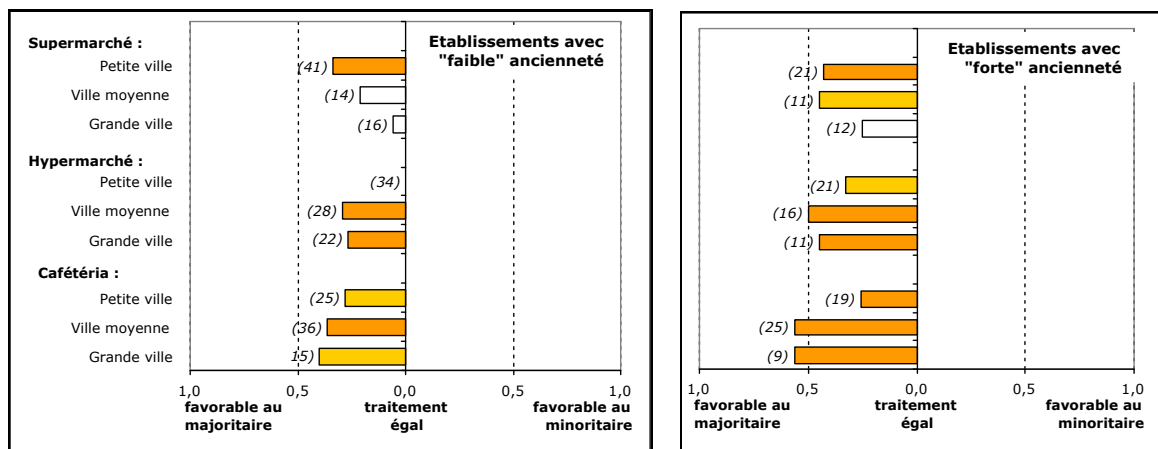 Supermarché :
Petite ville
Ville moyenne
Grande ville
Hypermarché :
Petite ville
Ville moyenne
Grande ville
Cafétéria :
Petite ville
Ville moyenne
Grande ville
Etablissements avec
"faible" ancienneté
(41)
(14)
(16)
(34)
(28)
(22)
(25)
(36)
15)
1,0 0,5 0,0 0,5 1,0
favorable au traitement favorable au
majoritaire égal minoritaire
Etablissements avec
"forte" ancienneté
(21)
(11)
(12)
(21)
(16)
(11)
(19)
(25)
(9)
1,0 0,5 0,0 0,5 1,0
favorable au traitement favorable au
majoritaire égal minoritaire